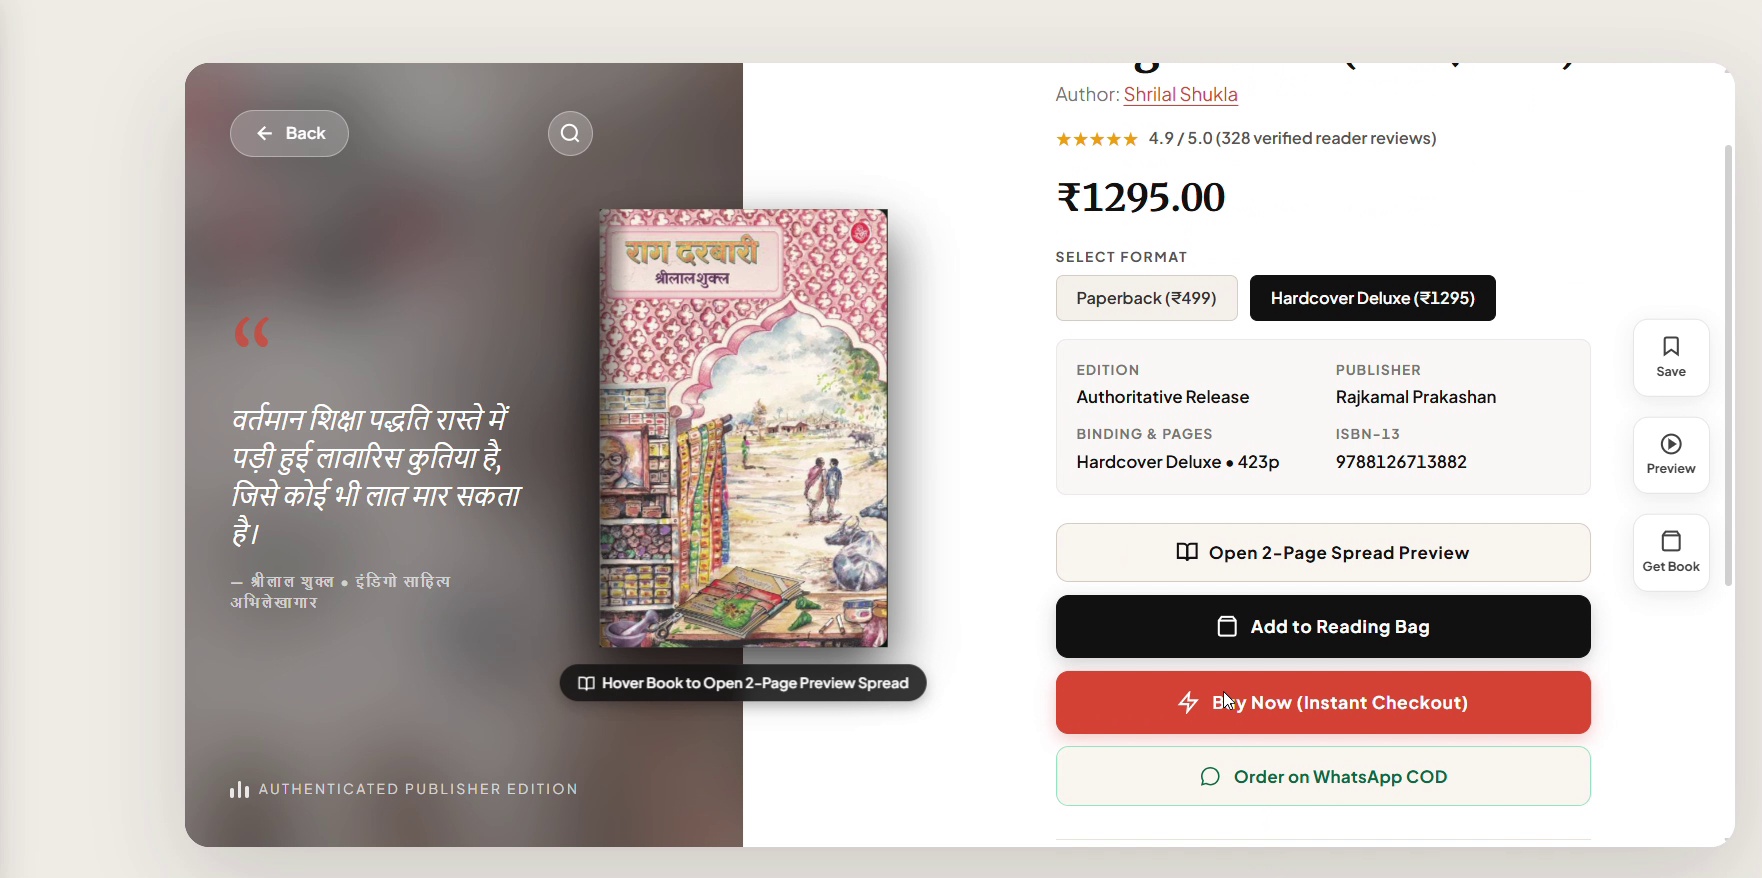 Author: Shrilal Shukla
Back
4.9 / 5.0 (328 verified reader reviews)
₹1295.00
राग दरबारी
श्रीलाल शुक्ल
SELECT FORMAT
Paperback (₹499)
Hardcover Deluxe (₹1295)
“
वर्तमान शिक्षा पद्धति रास्ते में
पड़ी हुई लावारिस कुतिया है,
जिसे कोई भी लात मार सकता
है।
— श्रीलाल शुक्ल • इंडिगो साहित्य
अभिलेखागार
EDITION
PUBLISHER
Authoritative Release
Rajkamal Prakashan
BINDING & PAGES
ISBN-13
Hardcover Deluxe • 423p
9788126713882
Save
Preview
Get Book
Open 2-Page Spread Preview
Add to Reading Bag
Hover Book to Open 2-Page Preview Spread
Buy Now (Instant Checkout)
Order on WhatsApp COD
AUTHENTICATED PUBLISHER EDITION